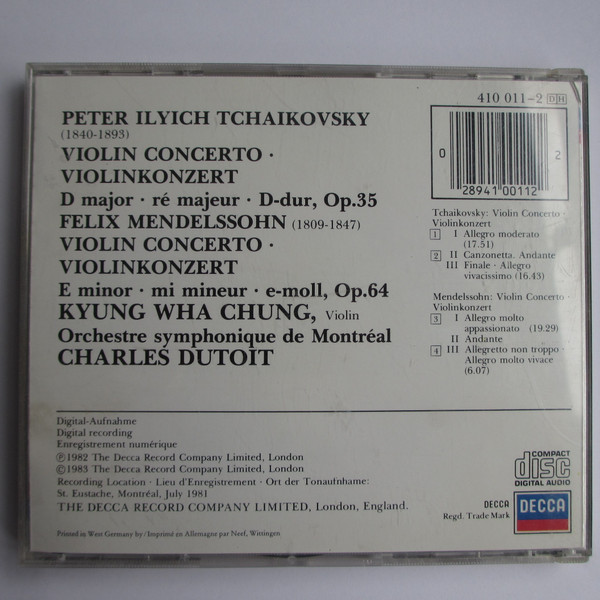 410 011-2 DH
PETER ILYICH TCHAIKOVSKY
(1840-1893)
VIOLIN CONCERTO ·
VIOLINKONZERT
D major · ré majeur · D-dur, Op.35
FELIX MENDELSSOHN (1809-1847)
VIOLIN CONCERTO ·
VIOLINKONZERT
E minor · mi mineur · e-moll, Op.64
KYUNG WHA CHUNG, Violin
Orchestre symphonique de Montréal
CHARLES DUTOIT
0 2
28941 00112
Tchaikovsky: Violin Concerto ·
Violinkonzert
1 I Allegro moderato
(17.51)
2 II Canzonetta. Andante
III Finale · Allegro
vivacissimo (16.43)
Mendelssohn: Violin Concerto ·
Violinkonzert
3 I Allegro molto
appassionato (19.29)
II Andante
4 III Allegretto non troppo ·
Allegro molto vivace
(6.07)
Digital-Aufnahme
Digital recording
Enregistrement numérique
Ⓟ1982 The Decca Record Company Limited, London
©1983 The Decca Record Company Limited, London
Recording Location · Lieu d'Enregistrement · Ort der Tonaufnahme:
St. Eustache, Montréal, July 1981
THE DECCA RECORD COMPANY LIMITED, London, England.
Printed in West Germany by/Imprimé en Allemagne par Neef, Wittingen
COMPACT
disc
DIGITAL AUDIO
DECCA
Regd. Trade Mark
DECCA